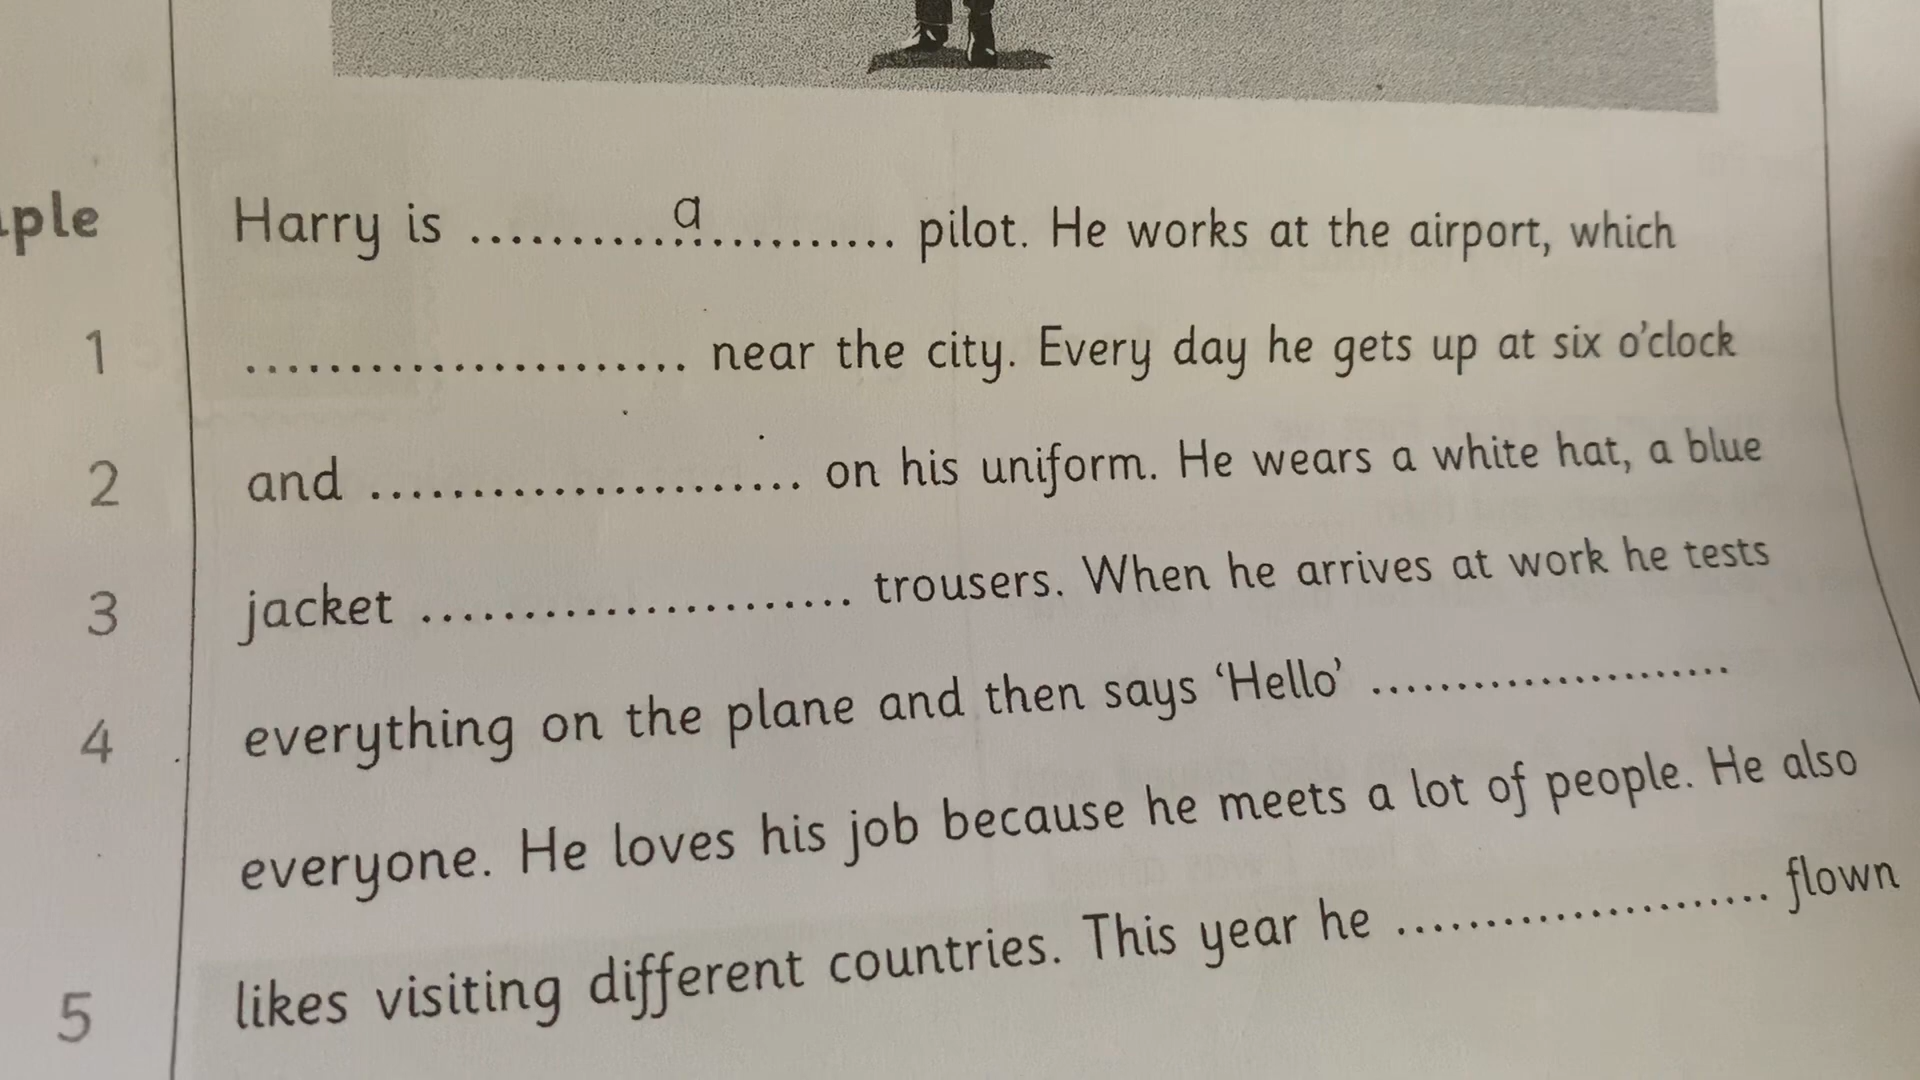 ple
Harry is ..........a.......... pilot. He works at the airport, which
1 ...................... near the city. Every day he gets up at six o'clock
2 and ...................... on his uniform. He wears a white hat, a blue
3 jacket ...................... trousers. When he arrives at work he tests
4 everything on the plane and then says ‘Hello’ ......................
everyone. He loves his job because he meets a lot of people. He also
5 likes visiting different countries. This year he ...................... flown